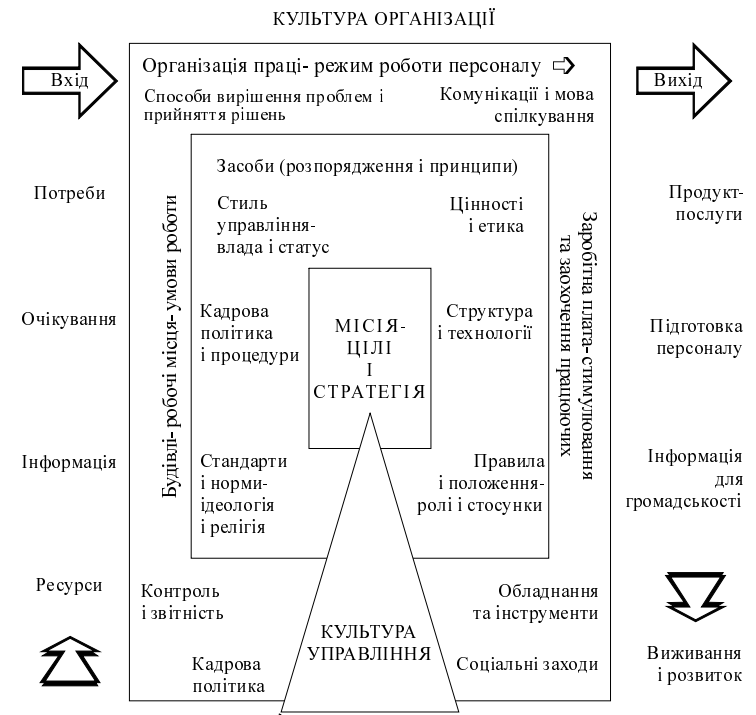 КУЛЬТУРА ОРГАНІЗАЦІЇ
Вхід
Організація праці- режим роботи персоналу
Вихід
Способи вирішення проблем і
прийняття рішень
Комунікації і мова
спілкування
Засоби (розпорядження і принципи)
Потреби
Очікування
Інформація
Ресурси
Будівлі- робочі місця- умови роботи
Стиль
управління-
влада і статус
Цінності
і етика
Кадрова
політика
і процедури
МІСІЯ-
ЦІЛІ
І
СТРАТЕГІЯ
Структура
і технології
Стандарти
і норми-
ідеологія
і релігія
Правила
і положення-
ролі і стосунки
Заробітна плата- стимулювання
та заохочення працюючих
Продукт-
послуги
Підготовка
персоналу
Інформація
для
громадськості
Виживання
і розвиток
Контроль
і звітність
Обладнання
та інструменти
КУЛЬТУРА
УПРАВЛІННЯ
Кадрова
політика
Соціальні заходи